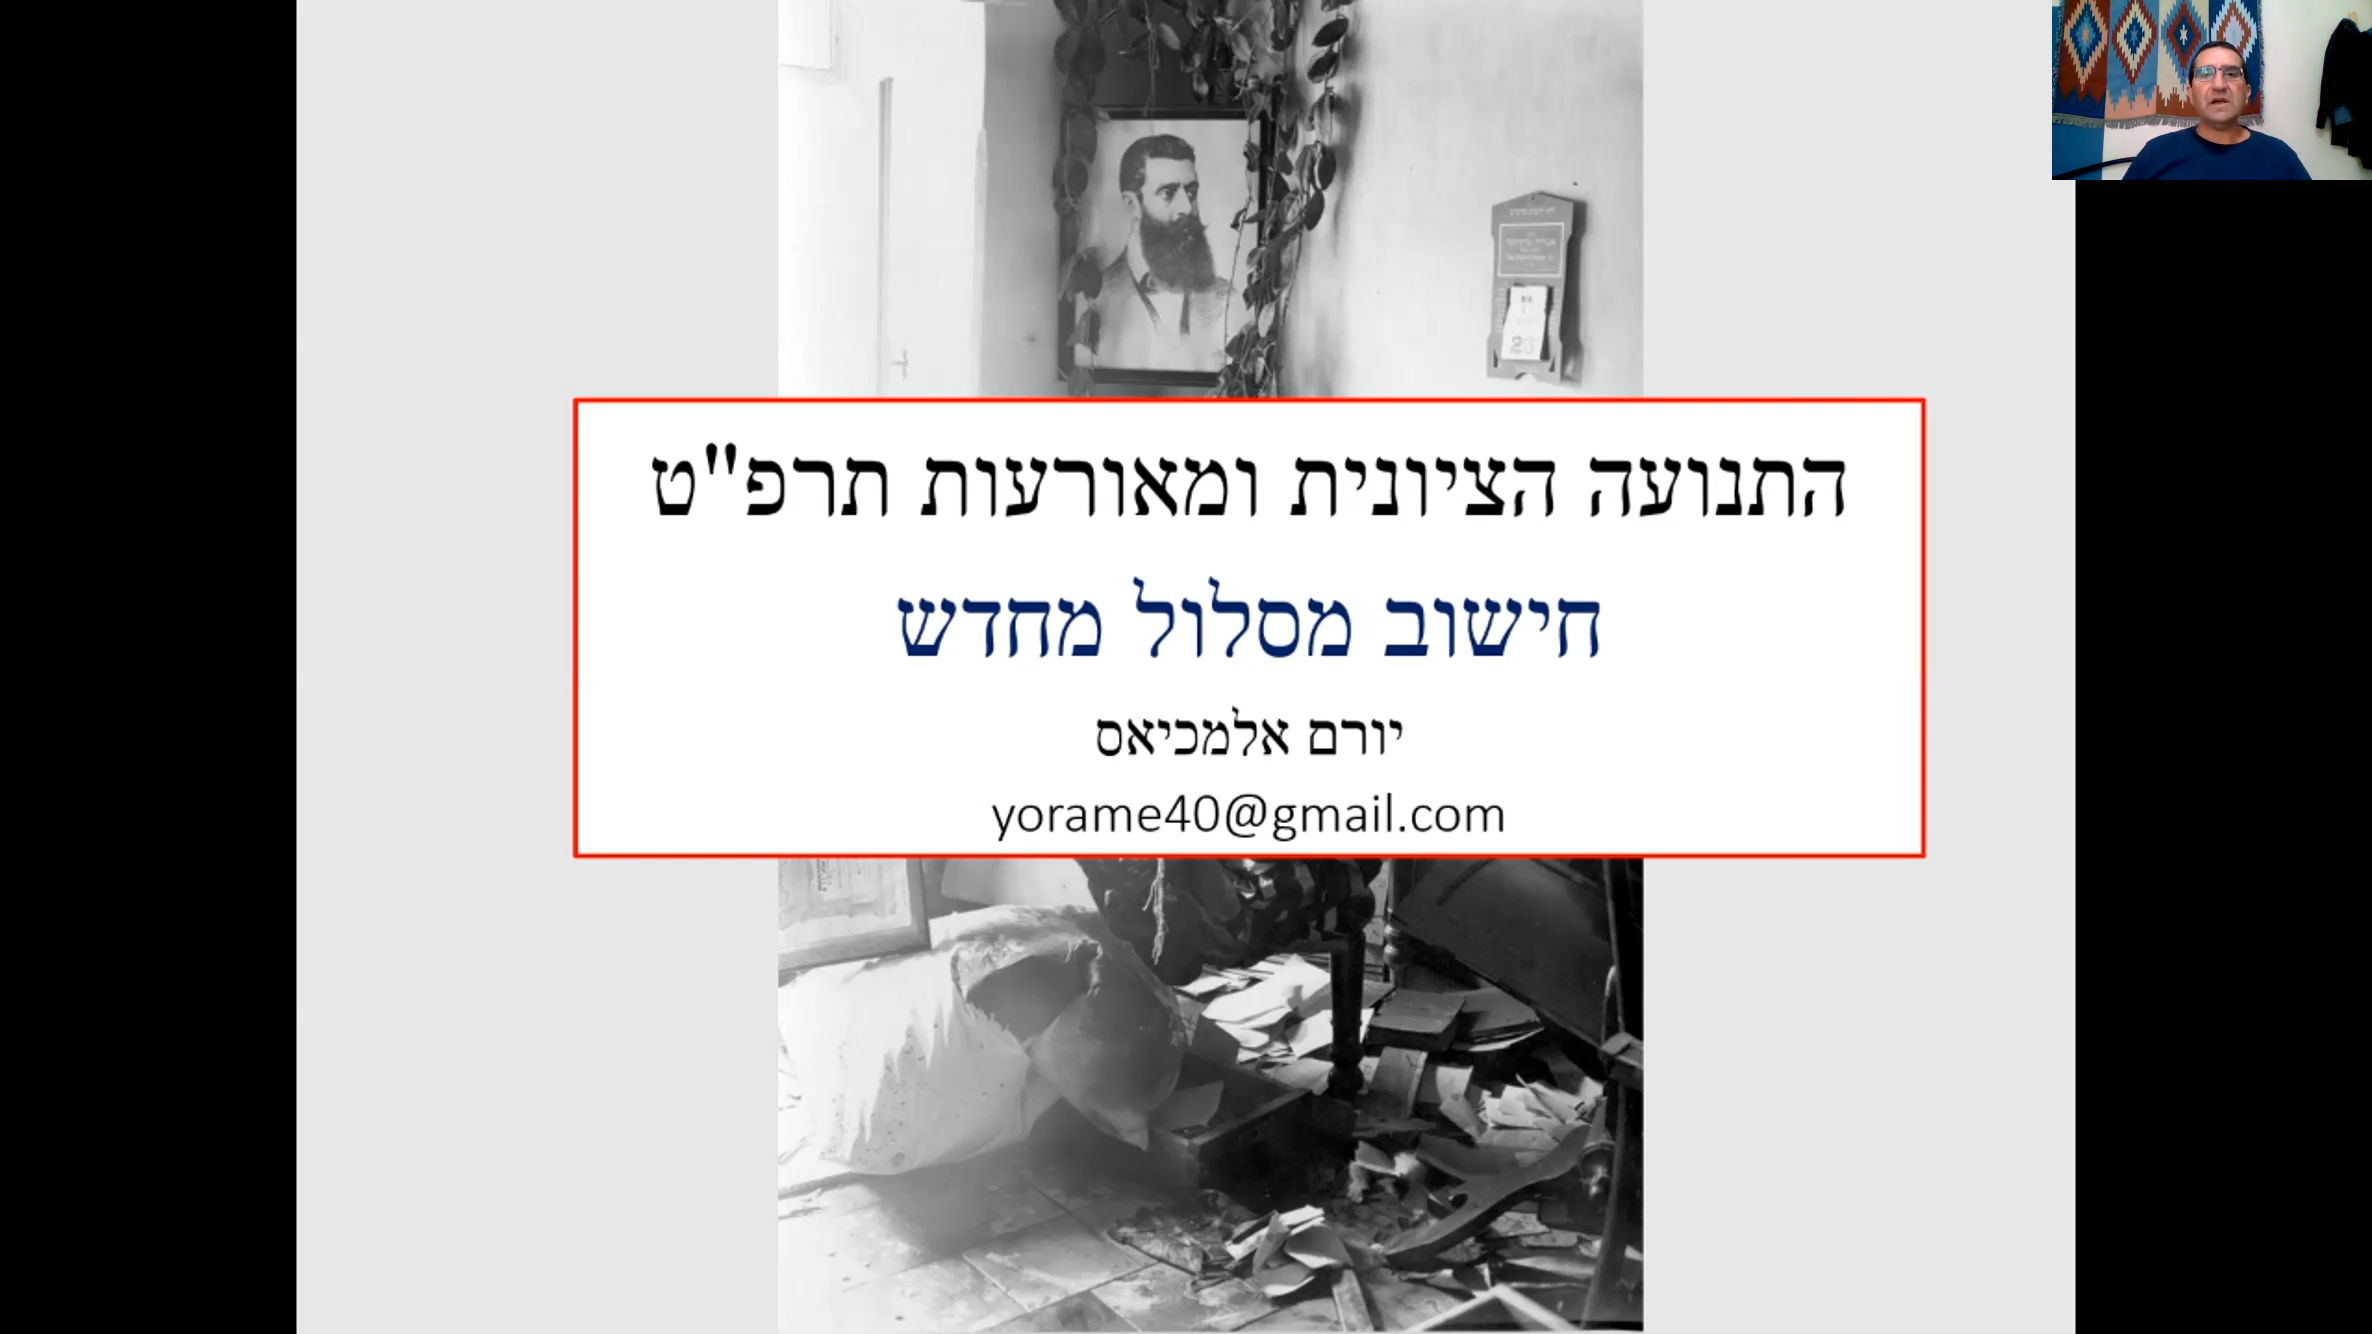 התנועה הציונית ומאורעות תרפ"ט
חישוב מסלול מחדש
יורם אלמכיאס
yorame40@gmail.com